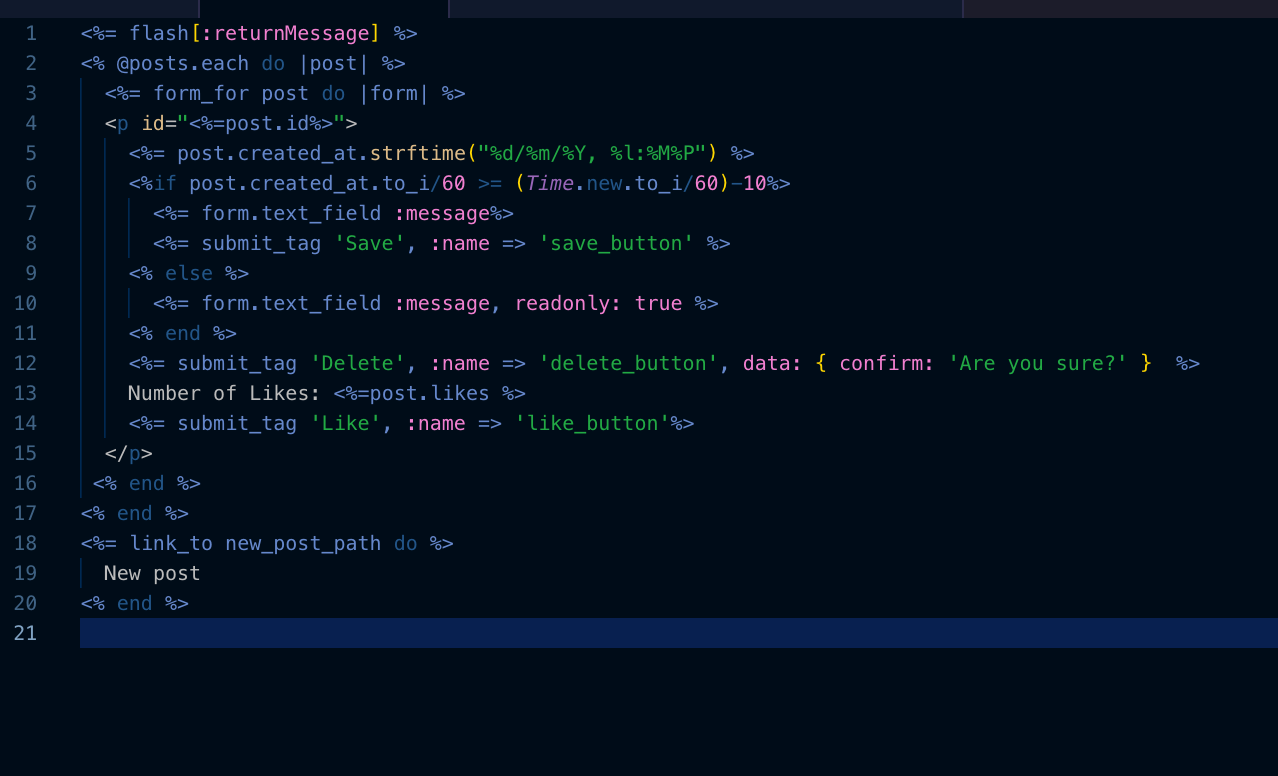 1 <%= flash[:returnMessage] %>
2 <% @posts.each do |post| %>
3   <%= form_for post do |form| %>
4   <p id="<%=post.id%>">
5     <%= post.created_at.strftime("%d/%m/%Y, %l:%M%P") %>
6     <%if post.created_at.to_i/60 >= (Time.new.to_i/60)-10%>
7       <%= form.text_field :message%>
8       <%= submit_tag 'Save', :name => 'save_button' %>
9     <% else %>
10       <%= form.text_field :message, readonly: true %>
11     <% end %>
12     <%= submit_tag 'Delete', :name => 'delete_button', data: { confirm: 'Are you sure?' }  %>
13     Number of Likes: <%=post.likes %>
14     <%= submit_tag 'Like', :name => 'like_button'%>
15   </p>
16  <% end %>
17 <% end %>
18 <%= link_to new_post_path do %>
19   New post
20 <% end %>
21